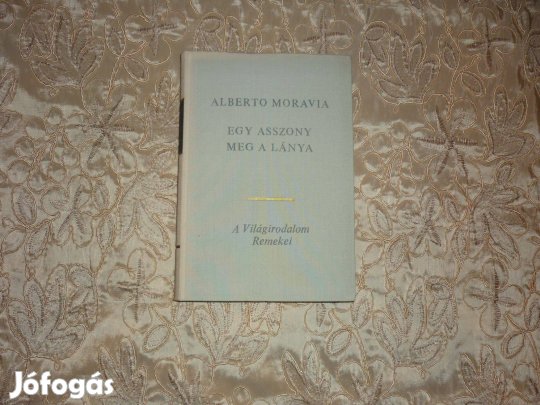 ALBERTO MORAVIA
EGY ASSZONY
MEG A LÁNYA
A Világirodalom
Remekei
Jófogás